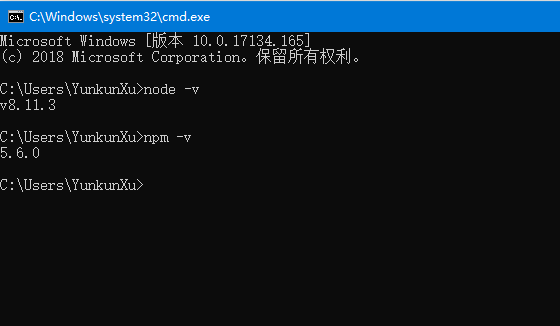 C:\Windows\system32\cmd.exe
Microsoft Windows [版本 10.0.17134.165]
(c) 2018 Microsoft Corporation。保留所有权利。
C:\Users\YunkunXu>node -v
v8.11.3
C:\Users\YunkunXu>npm -v
5.6.0
C:\Users\YunkunXu>